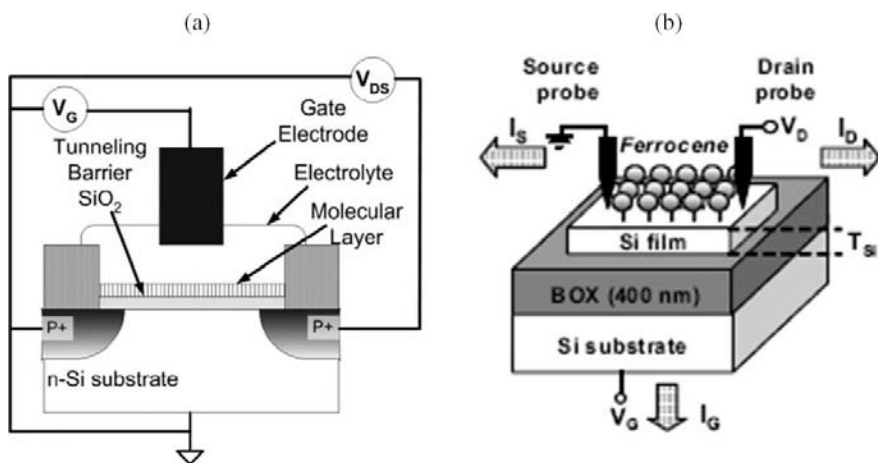 (a)
V_DS
V_G
Gate
Electrode
Tunneling
Barrier
SiO₂
Electrolyte
Molecular
Layer
P+
P+
n-Si substrate
(b)
Source
probe
Drain
probe
I_S
Ferrocene
V_D
I_D
Si film
T_Si
BOX (400 nm)
Si substrate
V_G
I_G